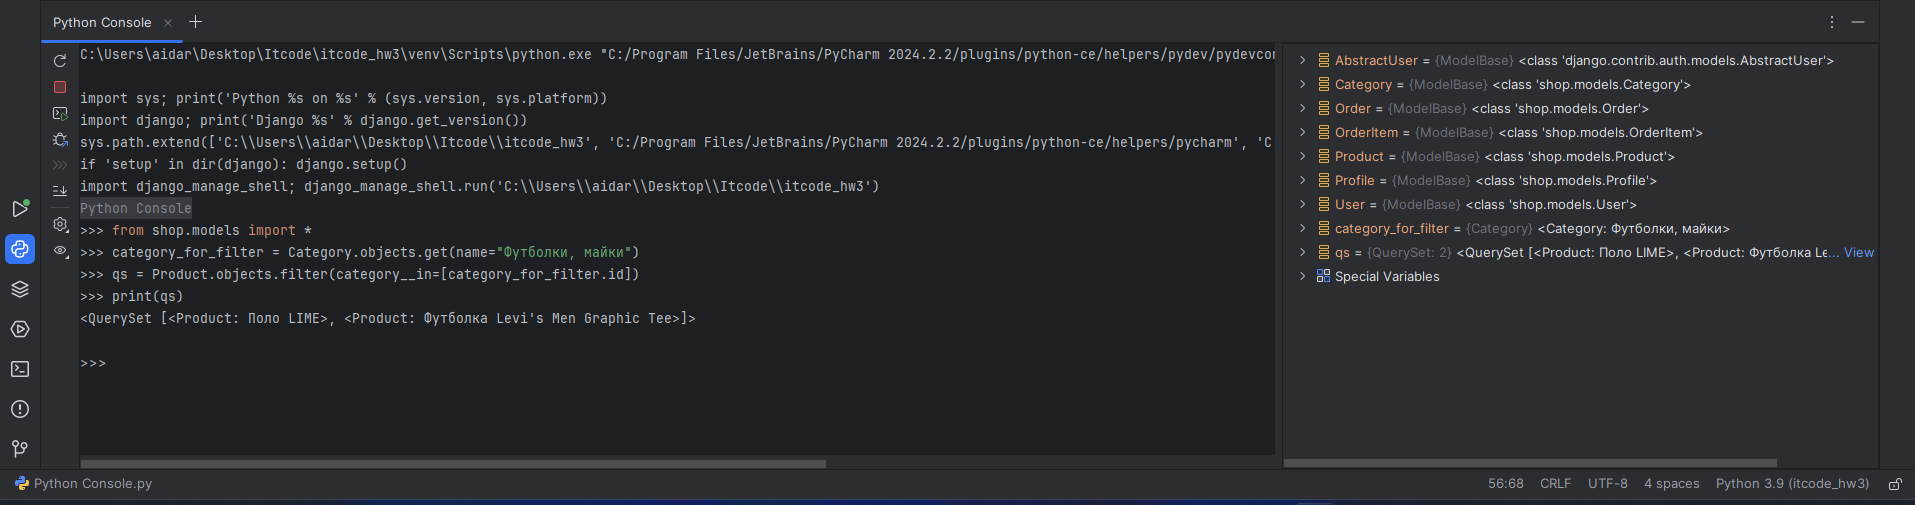 Python Console
C:\Users\aidar\Desktop\Itcode\itcode_hw3\venv\Scripts\python.exe "C:/Program Files/JetBrains/PyCharm 2024.2.2/plugins/python-ce/helpers/pydev/pydevcon
import sys; print('Python %s on %s' % (sys.version, sys.platform))
import django; print('Django %s' % django.get_version())
sys.path.extend(['C:\\Users\\aidar\\Desktop\\Itcode\\itcode_hw3', 'C:/Program Files/JetBrains/PyCharm 2024.2.2/plugins/python-ce/helpers/pycharm', 'C
if 'setup' in dir(django): django.setup()
import django_manage_shell; django_manage_shell.run('C:\\Users\\aidar\\Desktop\\Itcode\\itcode_hw3')
Python Console
>>> from shop.models import *
>>> category_for_filter = Category.objects.get(name="Футболки, майки")
>>> qs = Product.objects.filter(category__in=[category_for_filter.id])
>>> print(qs)
<QuerySet [<Product: Поло LIME>, <Product: Футболка Levi's Men Graphic Tee>]>
>>>
AbstractUser = {ModelBase} <class 'django.contrib.auth.models.AbstractUser'>
Category = {ModelBase} <class 'shop.models.Category'>
Order = {ModelBase} <class 'shop.models.Order'>
OrderItem = {ModelBase} <class 'shop.models.OrderItem'>
Product = {ModelBase} <class 'shop.models.Product'>
Profile = {ModelBase} <class 'shop.models.Profile'>
User = {ModelBase} <class 'shop.models.User'>
category_for_filter = {Category} <Category: Футболки, майки>
qs = {QuerySet: 2} <QuerySet [<Product: Поло LIME>, <Product: Футболка Le... View
Special Variables
Python Console.py
56:68 CRLF UTF-8 4 spaces Python 3.9 (itcode_hw3)